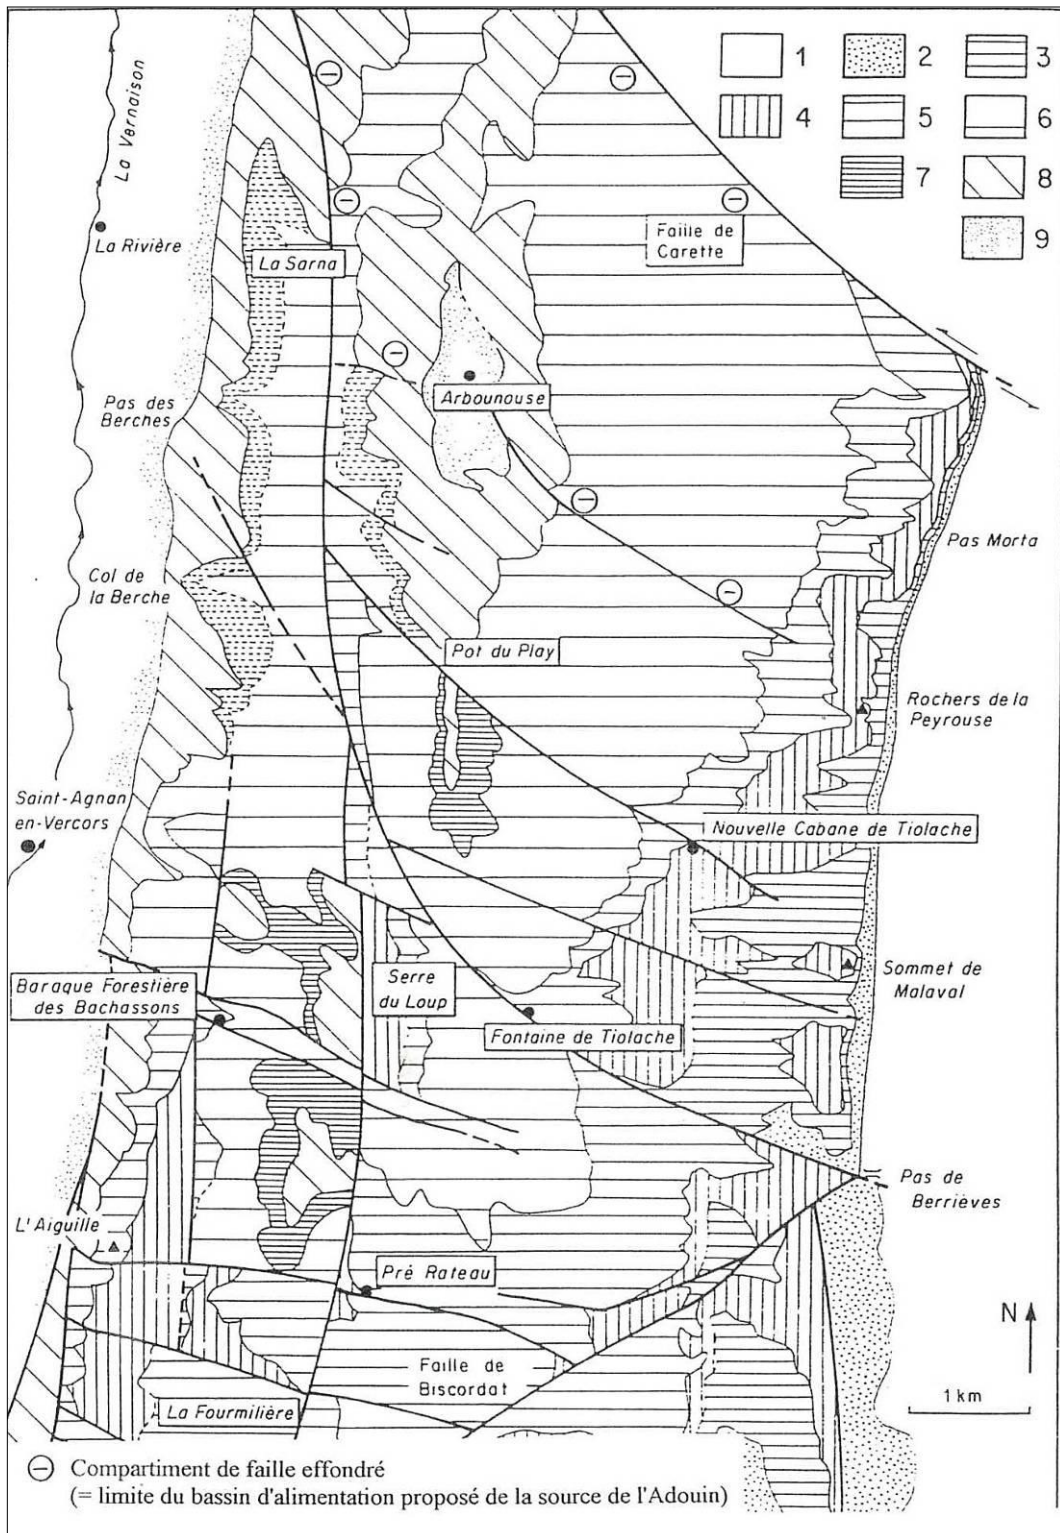 La Vernaison
1
2
3
4
5
6
7
8
9
La Rivière
La Sarna
Faille de
Carette
Arbounouse
Pas des
Berches
Pas Morta
Col de
la Berche
Pot du Play
Rochers de la
Peyrouse
Saint-Agnan
en-Vercors
Nouvelle Cabane de Tiolache
Baraque Forestière
des Bachassons
Serre
du Loup
Sommet de
Malaval
Fontaine de Tiolache
Pas de
Berrièves
L'Aiguille
Pré Rateau
N
Faille de
Biscordat
1 km
La Fourmilière
Compartiment de faille effondré
(= limite du bassin d'alimentation proposé de la source de l'Adouin)